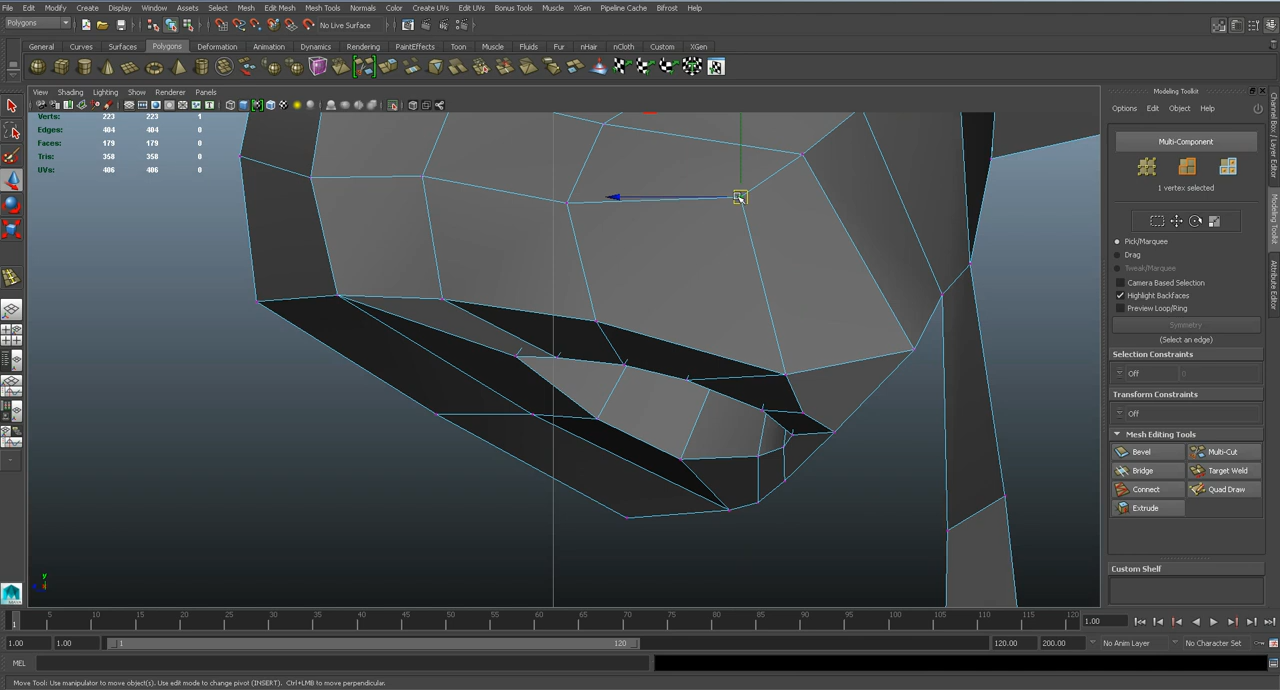 File Edit Modify Create Display Window Assets Select Mesh Edit Mesh Mesh Tools Normals Color Create UVs Edit UVs Bonus Tools Muscle XGen Pipeline Cache Bifrost Help
Polygons No Live Surface
General Curves Surfaces Polygons Deformation Animation Dynamics Rendering PaintEffects Toon Muscle Fluids Fur nHair nCloth Custom XGen
View Shading Lighting Show Renderer Panels
Verts: 223 223 1
Edges: 404 404 0
Faces: 179 179 0
Tris: 358 358 0
UVs: 406 406 0
y
Modeling Toolkit
Options Edit Object Help
Multi-Component
1 vertex selected
Pick/Marquee
Drag
Tweak/Marquee
Camera Based Selection
Highlight Backfaces
Preview Loop/Ring
Symmetry
(Select an edge)
Selection Constraints
Off
Transform Constraints
Off
Mesh Editing Tools
Bevel Multi-Cut
Bridge Target Weld
Connect Quad Draw
Extrude
Custom Shelf
Channel Box / Layer Editor
Modeling Toolkit
Attribute Editor
1 5 10 15 20 25 30 35 40 45 50 55 60 65 70 75 80 85 90 95 100 105 110 115 120 1.00
1.00 1.00 1 120 120.00 200.00 No Anim Layer No Character Set
MEL
Move Tool: Use manipulator to move object(s). Use edit mode to change pivot (INSERT). Ctrl+LMB to move perpendicular.